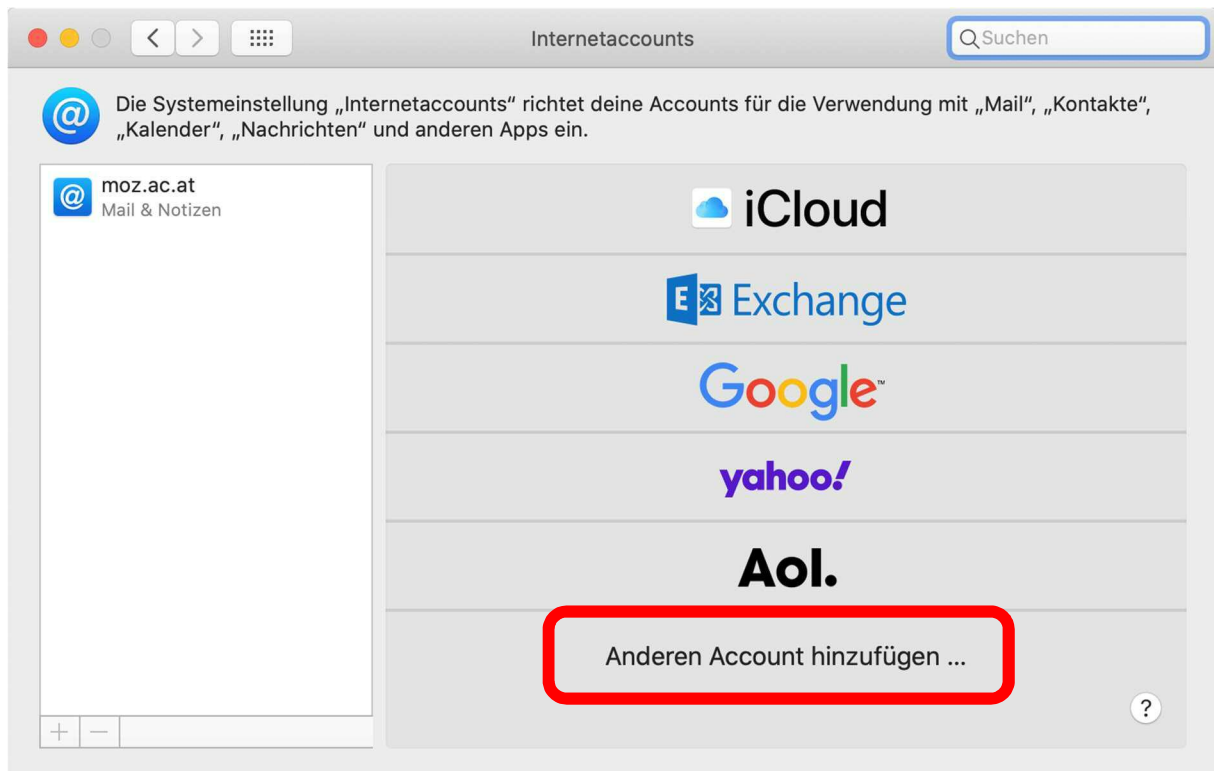 Internetaccounts
Suchen
Die Systemeinstellung „Internetaccounts“ richtet deine Accounts für die Verwendung mit „Mail“, „Kontakte“,
„Kalender“, „Nachrichten“ und anderen Apps ein.
moz.ac.at
Mail & Notizen
iCloud
Exchange
Google™
yahoo!
Aol.
Anderen Account hinzufügen ...
?